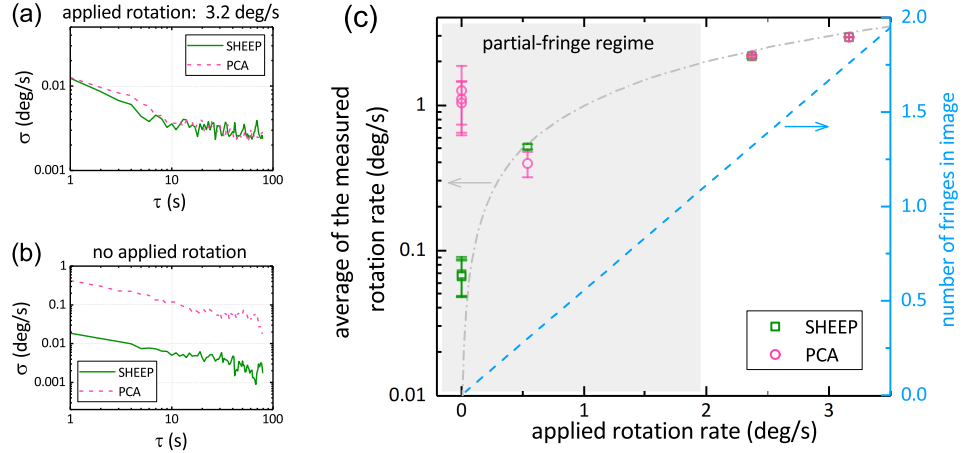 (a)
applied rotation: 3.2 deg/s
0.01
0.001
σ (deg/s)
SHEEP
PCA
1
10
100
τ (s)
(b)
no applied rotation
1
0.1
0.01
0.001
σ (deg/s)
SHEEP
PCA
1
10
100
τ (s)
(c)
average of the measured
rotation rate (deg/s)
1
0.1
0.01
partial-fringe regime
SHEEP
PCA
0
1
2
3
applied rotation rate (deg/s)
2.0
1.5
1.0
0.5
0.0
number of fringes in image